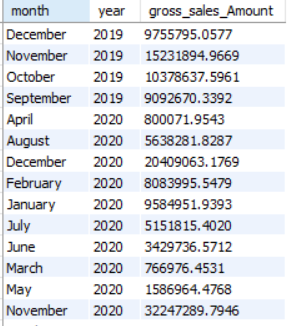 month year gross_sales_Amount
December 2019 9755795.0577
November 2019 15231894.9669
October 2019 10378637.5961
September 2019 9092670.3392
April 2020 800071.9543
August 2020 5638281.8287
December 2020 20409063.1769
February 2020 8083995.5479
January 2020 9584951.9393
July 2020 5151815.4020
June 2020 3429736.5712
March 2020 766976.4531
May 2020 1586964.4768
November 2020 32247289.7946